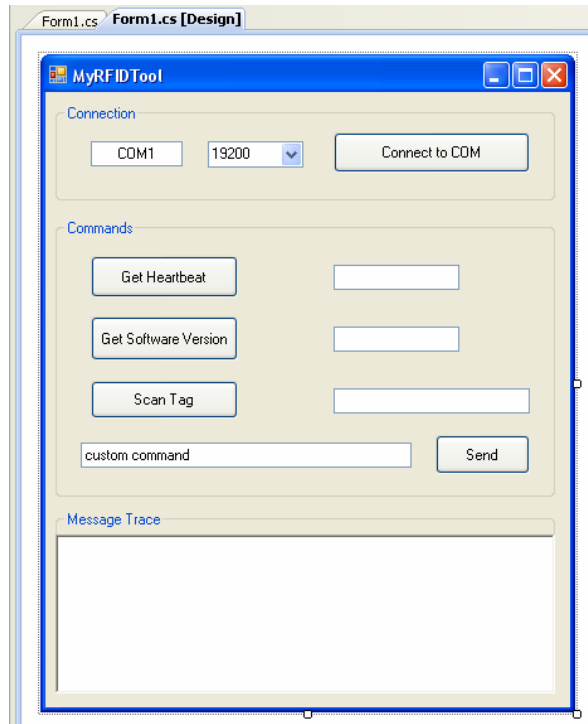 Form1.cs Form1.cs [Design]
MyRFIDTool
Connection
COM1 19200 Connect to COM
Commands
Get Heartbeat
Get Software Version
Scan Tag
custom command Send
Message Trace